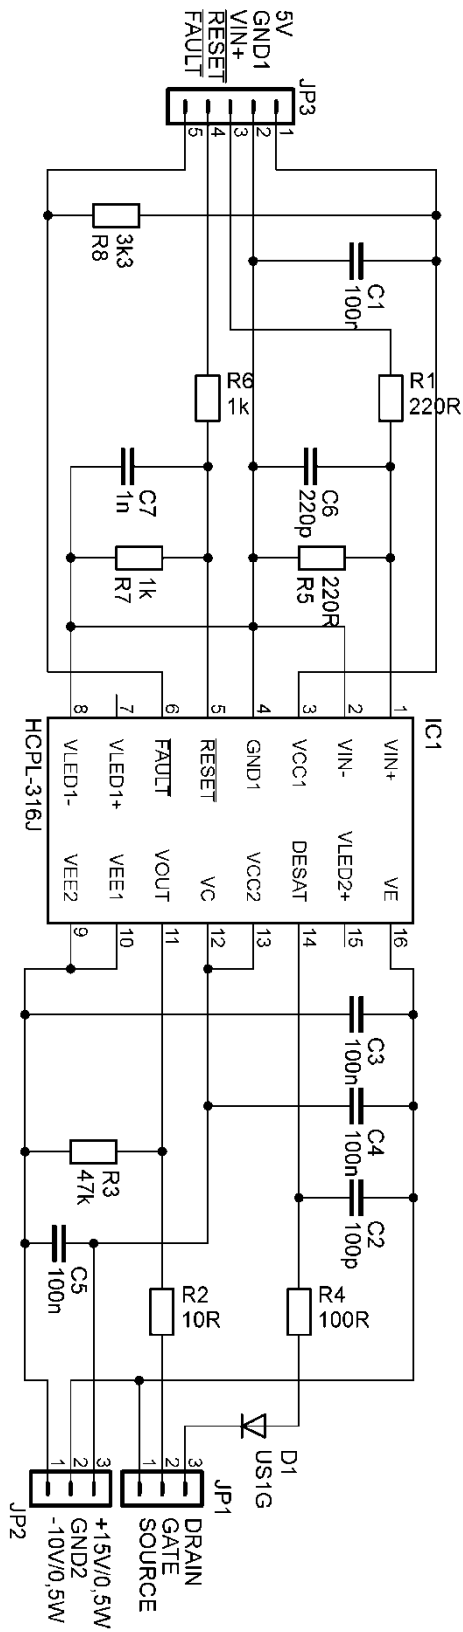 5V
GND1
VIN+
RESET
FAULT
JP3
1
2
3
4
5
3k3
R8
C1
100n
R6
1k
R1
220R
C7
1n
C6
220p
1k
R7
220R
R5
8
7
6
5
4
3
2
1
IC1
HCPL-316J
VLED1-
VLED1+
FAULT
RESET
GND1
VCC1
VIN-
VIN+
VEE2
VEE1
VOUT
VC
VCC2
DESAT
VLED2+
VE
9
10
11
12
13
14
15
16
C3
100n
C4
100n
R3
47k
C2
100p
C5
100n
R2
10R
R4
100R
D1
US1G
1
2
3
JP2
+15V/0,5W
GND2
-10V/0,5W
1
2
3
JP1
DRAIN
GATE
SOURCE